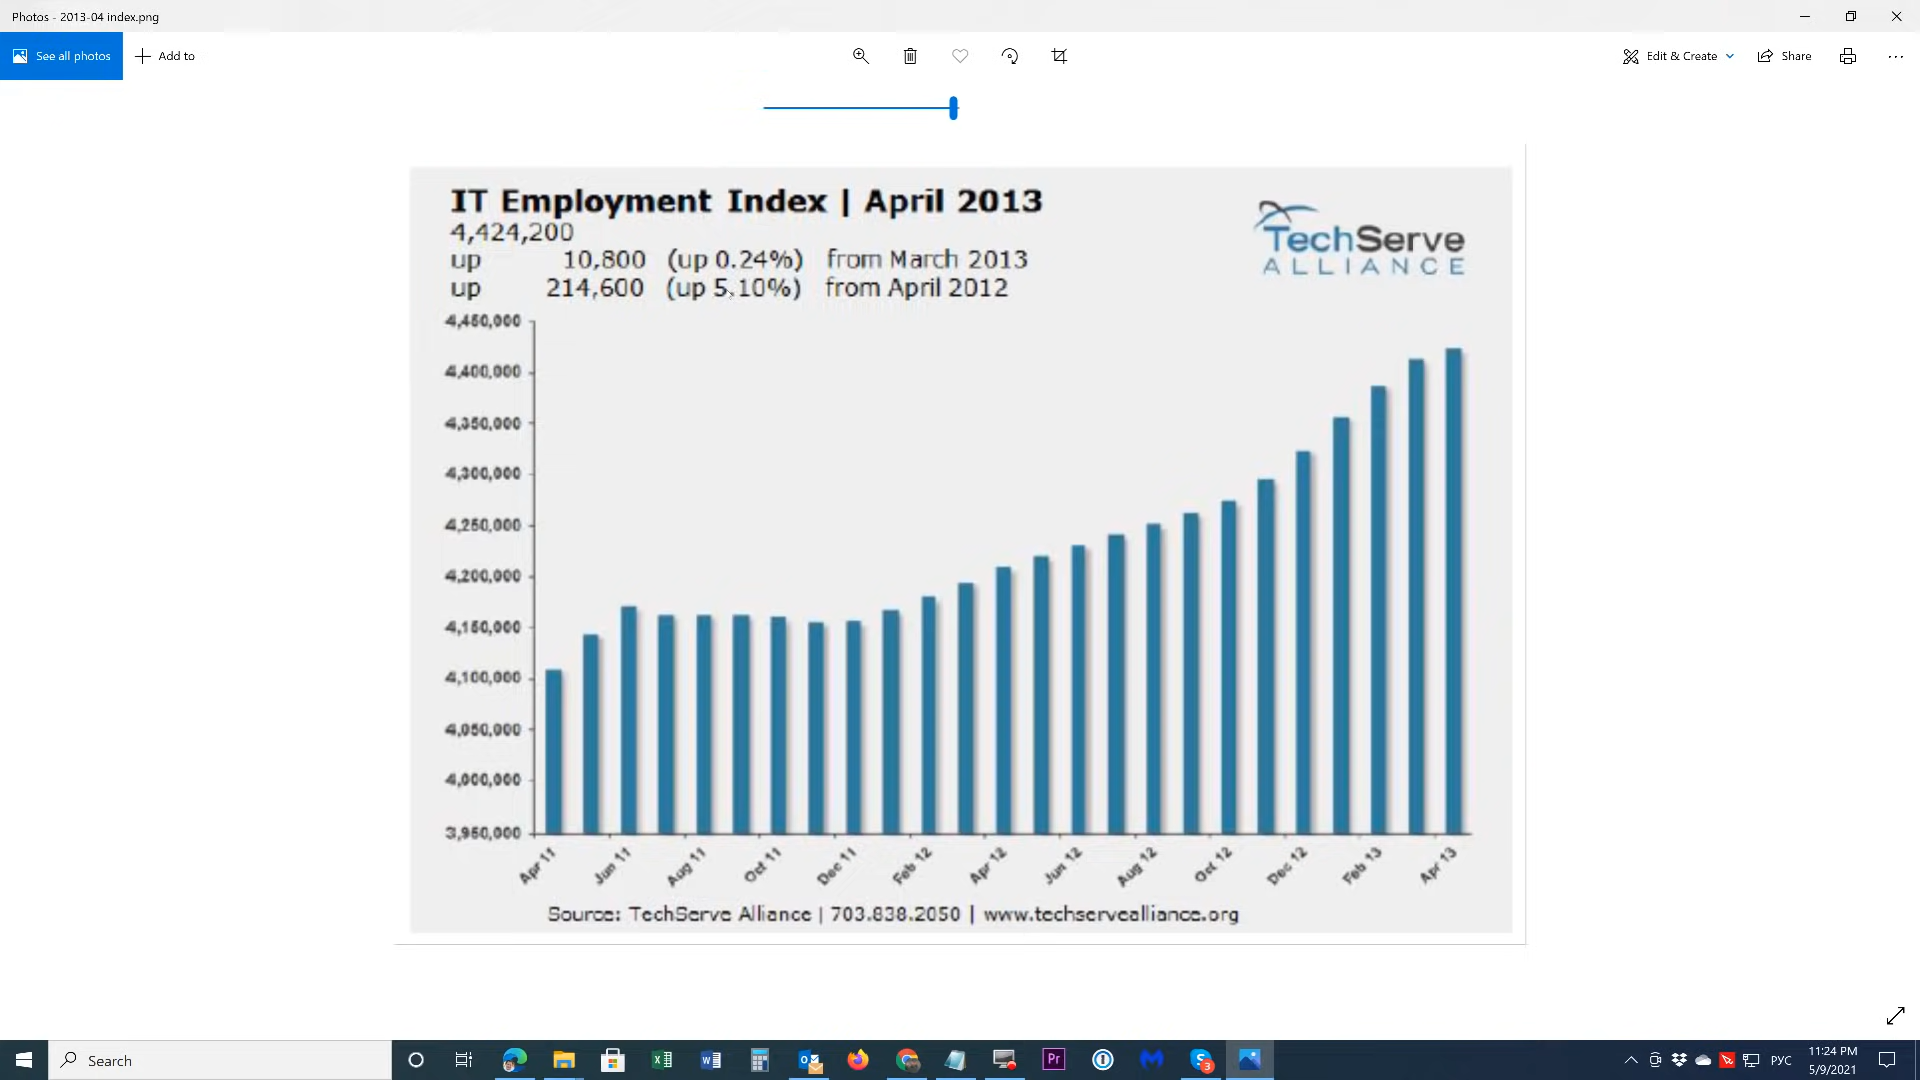 Photos - 2013-04 index.png
See all photos
Add to
Edit & Create
Share
IT Employment Index | April 2013
4,424,200
up 10,800 (up 0.24%) from March 2013
up 214,600 (up 5.10%) from April 2012
TechServe
ALLIANCE
4,450,000
4,400,000
4,350,000
4,300,000
4,250,000
4,200,000
4,150,000
4,100,000
4,050,000
4,000,000
3,950,000
Apr 11
Jun 11
Aug 11
Oct 11
Dec 11
Feb 12
Apr 12
Jun 12
Aug 12
Oct 12
Dec 12
Feb 13
Apr 13
Source: TechServe Alliance | 703.838.2050 | www.techservealliance.org
Search
Pr
3
РУС
11:24 PM
5/9/2021